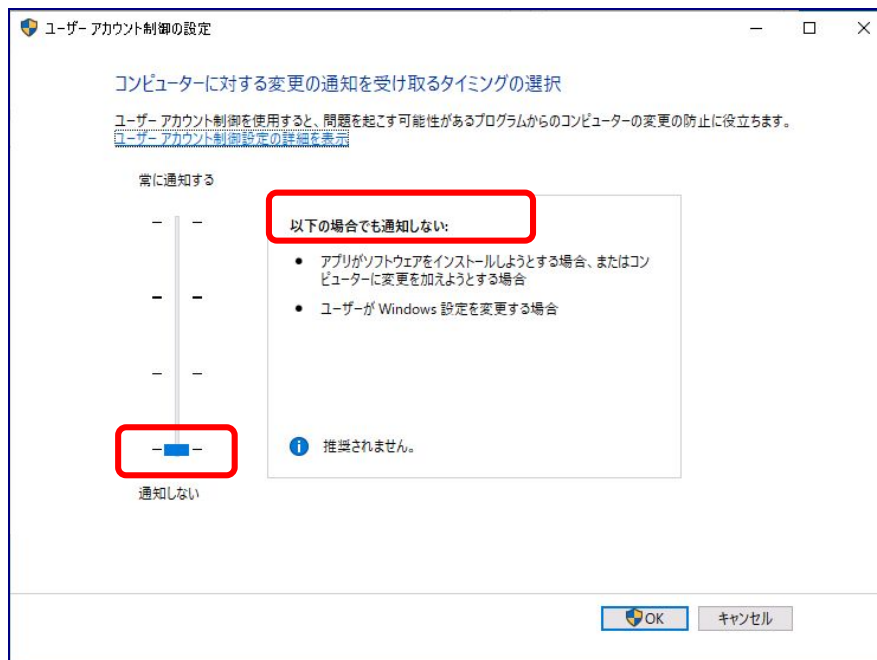 ユーザー アカウント制御の設定
コンピューターに対する変更の通知を受け取るタイミングの選択
ユーザー アカウント制御を使用すると、問題を起こす可能性があるプログラムからのコンピューターの変更の防止に役立ちます。
ユーザー アカウント制御設定の詳細を表示
常に通知する
以下の場合でも通知しない:
● アプリがソフトウェアをインストールしようとする場合、またはコン
ピューターに変更を加えようとする場合
● ユーザーが Windows 設定を変更する場合
推奨されません。
通知しない
OK
キャンセル